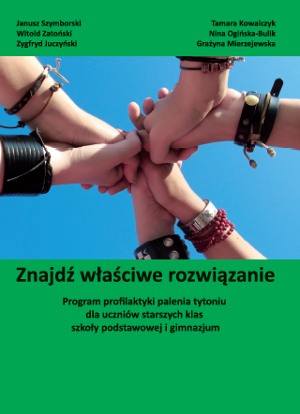 Janusz Szymborski
Witold Zatoński
Zygfryd Juczyński
Tamara Kowalczyk
Nina Ogińska-Bulik
Grażyna Mierzejewska
Znajdź właściwe rozwiązanie
Program profilaktyki palenia tytoniu
dla uczniów starszych klas
szkoły podstawowej i gimnazjum